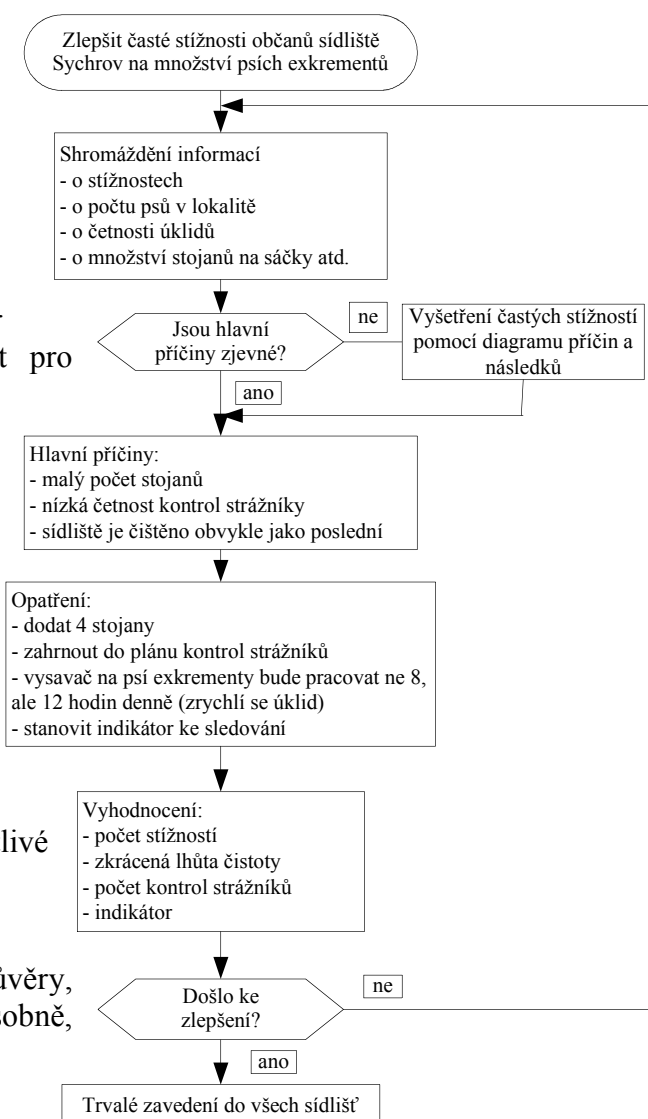 Zlepšit časté stížnosti občanů sídliště
Sychrov na množství psích exkrementů
Shromáždění informací
- o stížnostech
- o počtu psů v lokalitě
- o četnosti úklidů
- o množství stojanů na sáčky atd.
Jsou hlavní
příčiny zjevné?
ne
Vyšetření častých stížností
pomocí diagramu příčin a
následků
pro
ano
Hlavní příčiny:
- malý počet stojanů
- nízká četnost kontrol strážníky
- sídliště je čištěno obvykle jako poslední
Opatření:
- dodat 4 stojany
- zahrnout do plánu kontrol strážníků
- vysavač na psí exkrementy bude pracovat ne 8,
ale 12 hodin denně (zrychlí se úklid)
- stanovit indikátor ke sledování
Vyhodnocení:
- počet stížností
- zkrácená lhůta čistoty
- počet kontrol strážníků
- indikátor
livé
ůvěry,
sobně,
Došlo ke
zlepšení?
ne
ano
Trvalé zavedení do všech sídlišť